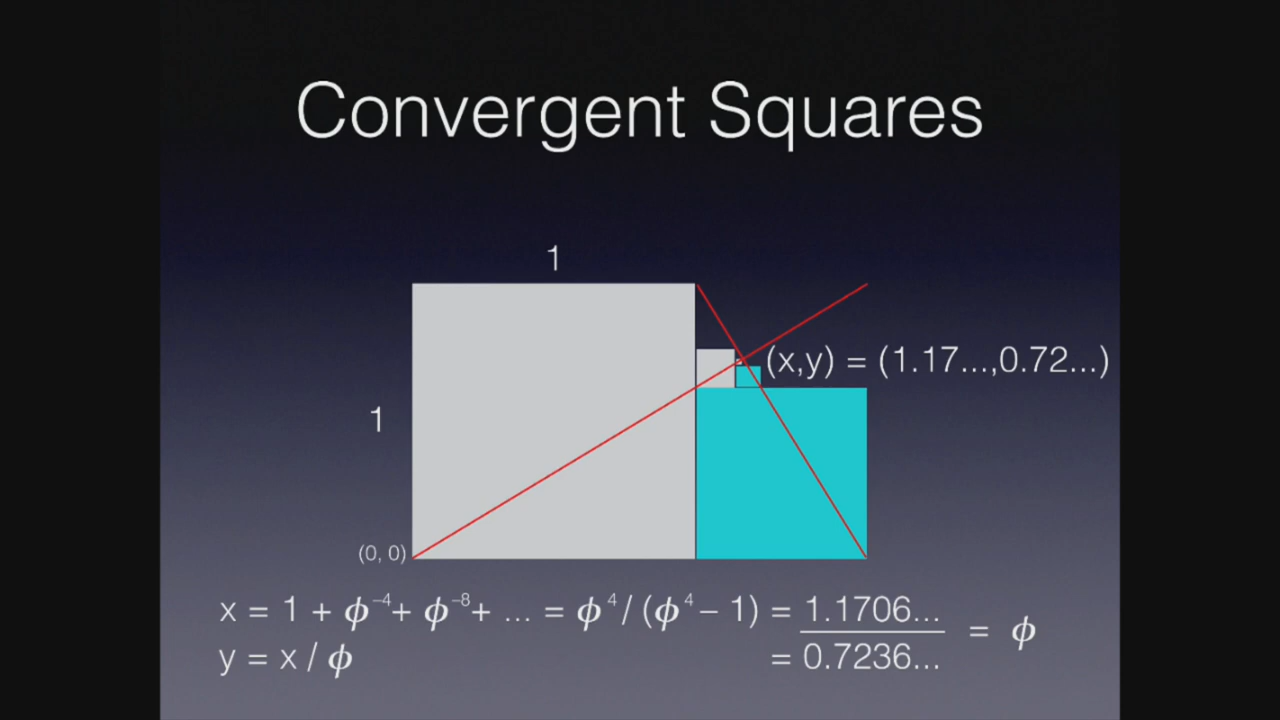 Convergent Squares
1
(x,y) = (1.17...,0.72...)
1
(0, 0)
x = 1 + ϕ⁻⁴+ ϕ⁻⁸+ ... = ϕ⁴/(ϕ⁴− 1) = 1.1706...
= ϕ
y = x / ϕ = 0.7236...